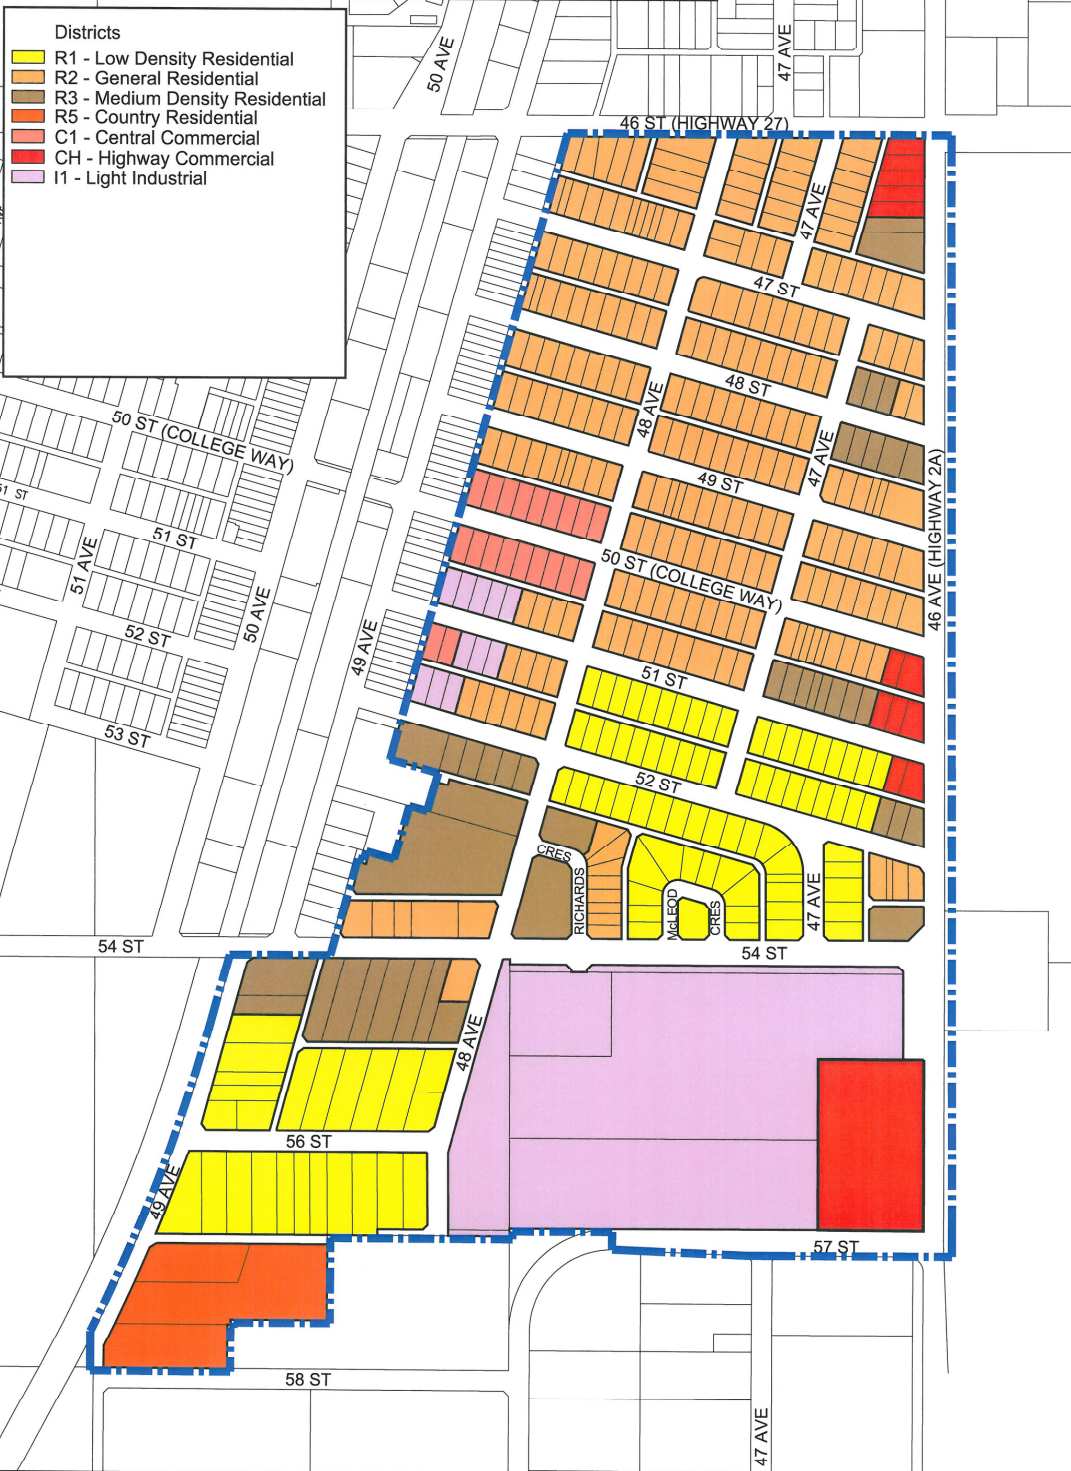 Districts
R1 - Low Density Residential
R2 - General Residential
R3 - Medium Density Residential
R5 - Country Residential
C1 - Central Commercial
CH - Highway Commercial
I1 - Light Industrial
50 AVE
47 AVE
46 ST (HIGHWAY 27)
47 AVE
47 ST
48 ST
48 AVE
50 ST (COLLEGE WAY)
47 AVE
49 ST
46 AVE (HIGHWAY 2A)
51 ST
51 ST
51 AVE
50 ST (COLLEGE WAY)
50 AVE
52 ST
49 AVE
51 ST
53 ST
52 ST
CRES
RICHARDS
McLEOD
CRES
47 AVE
54 ST
54 ST
48 AVE
56 ST
49 AVE
57 ST
58 ST
47 AVE